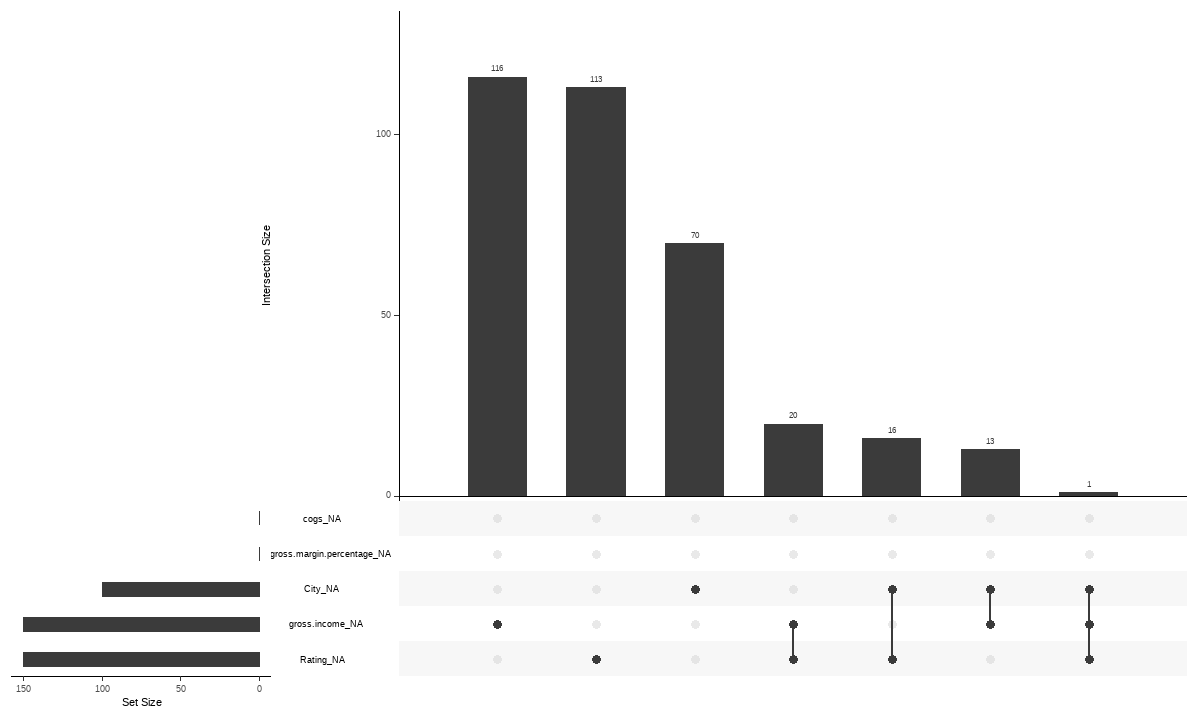 116
113
100
70
Intersection Size
50
20
16
13
1
0
cogs_NA
gross.margin.percentage_NA
City_NA
gross.income_NA
Rating_NA
150 100 50 0
Set Size